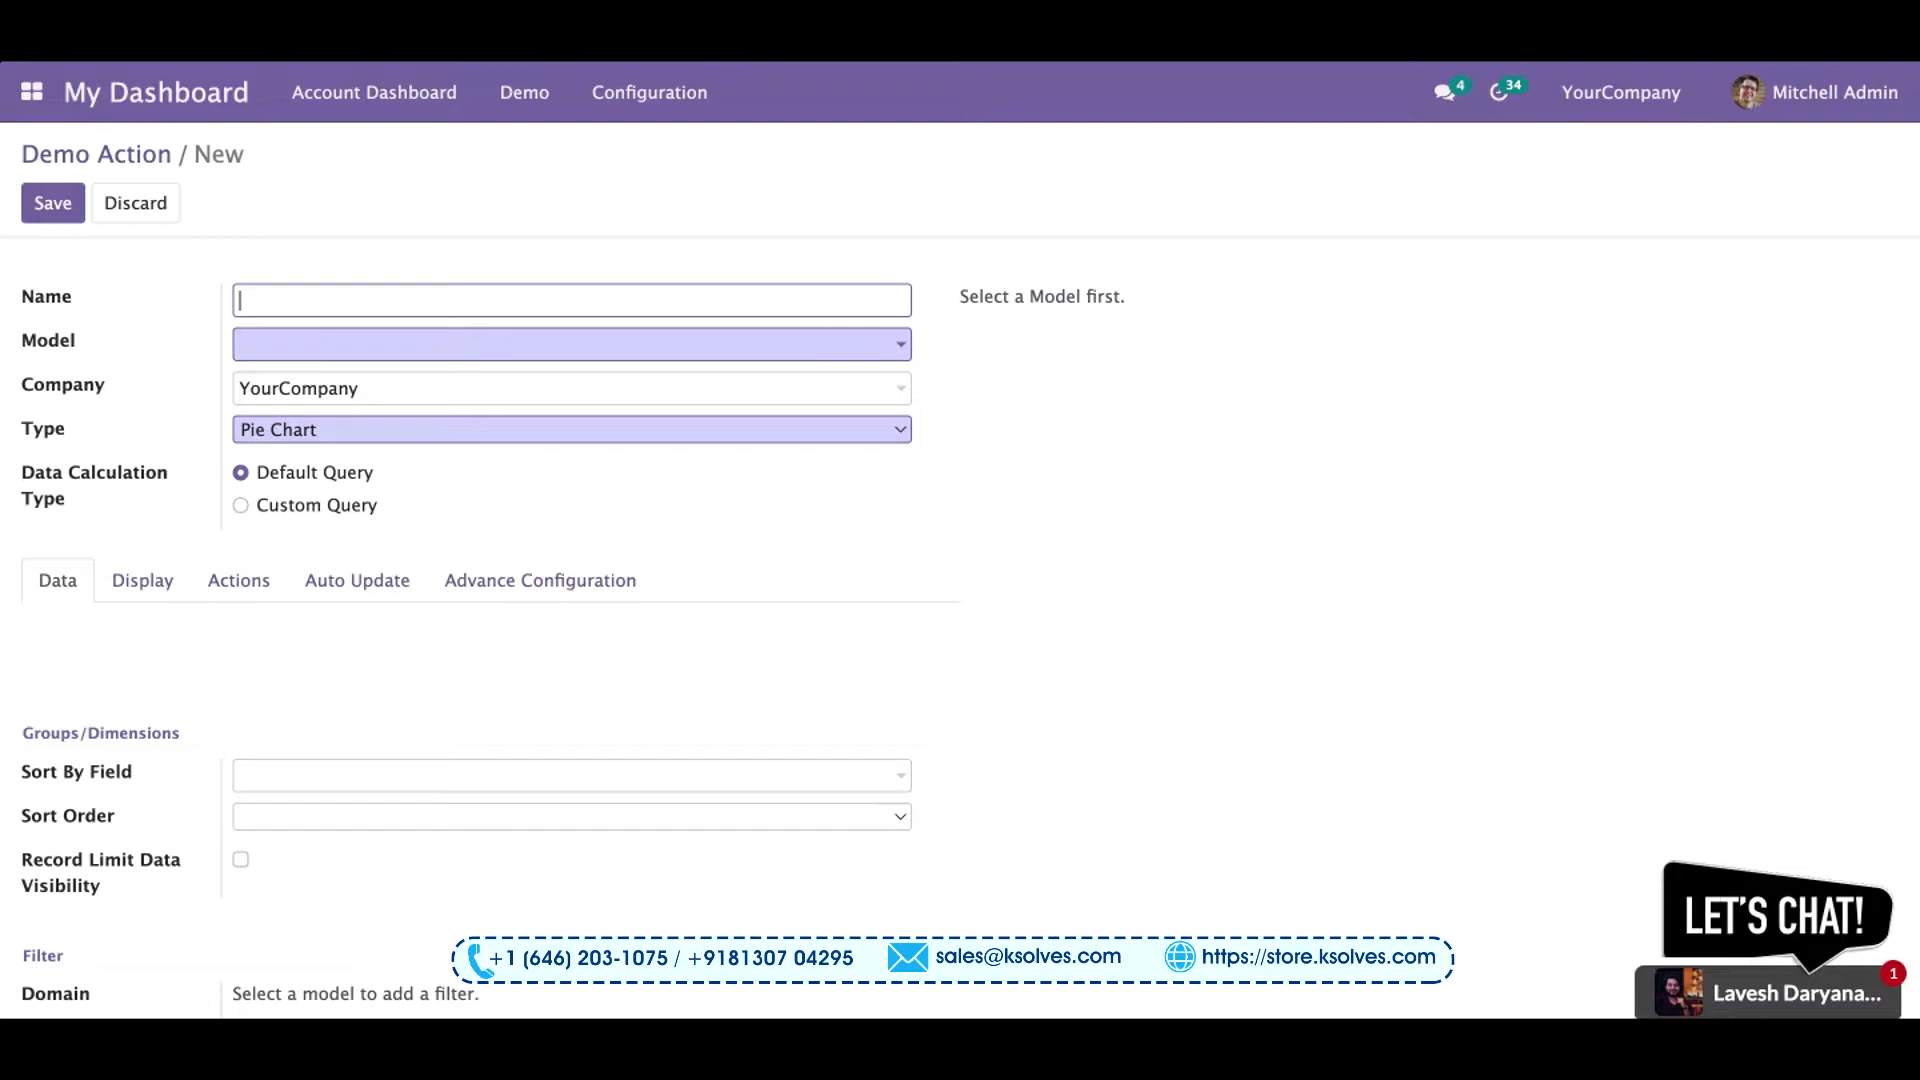 My Dashboard Account Dashboard Demo Configuration 4 34 YourCompany Mitchell Admin
Demo Action / New
Save Discard
Name Select a Model first.
Model
Company YourCompany
Type Pie Chart
Data Calculation Type Default Query
Custom Query
Data Display Actions Auto Update Advance Configuration
Groups/Dimensions
Sort By Field
Sort Order
Record Limit Data
Visibility
LET'S CHAT!
Filter
+1 (646) 203-1075 / +9181307 04295 sales@ksolves.com https://store.ksolves.com
Domain Select a model to add a filter.
Lavesh Daryana... 1